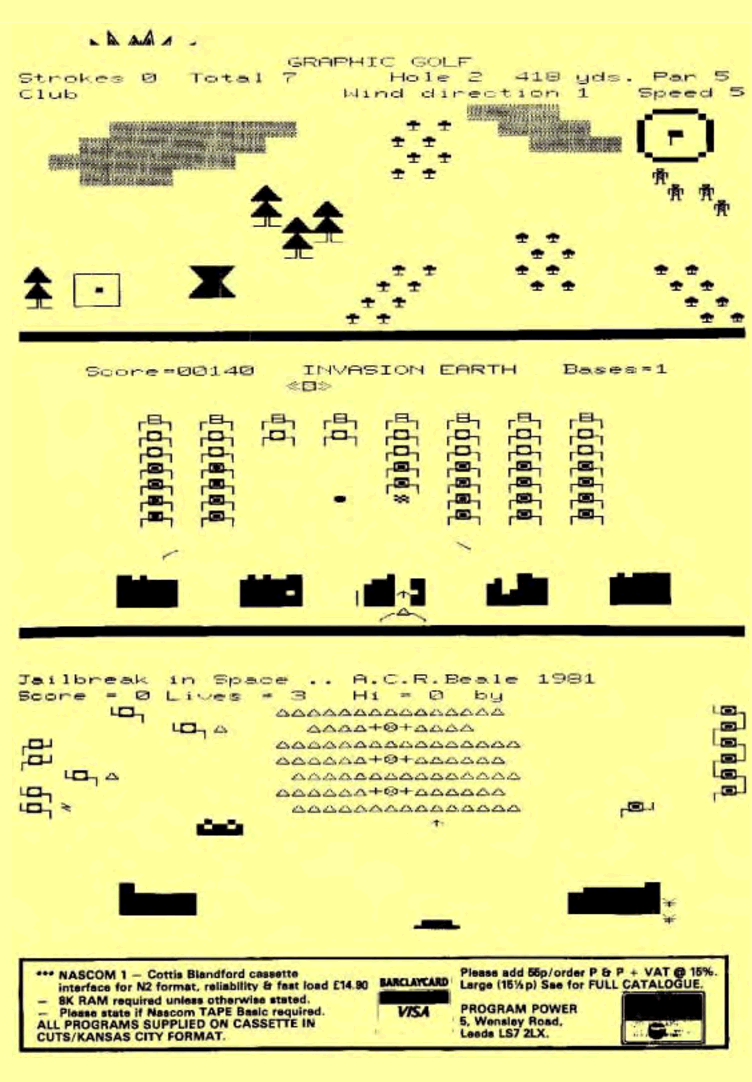 GRAPHIC GOLF
Strokes 0 Total 7 Hole 2 418 yds. Par 5
Club Wind direction 1 Speed 5
Score=00140 INVASION EARTH Bases=1
Jailbreak in Space .. A.C.R.Beale 1981
Score = 0 Lives = 3 Hi = 0 by
*** NASCOM 1 — Cottis Blandford cassette
interface for N2 format, reliability & fast load £14.90
— 8K RAM required unless otherwise stated.
— Please state if Nascom TAPE Basic required.
ALL PROGRAMS SUPPLIED ON CASSETTE IN
CUTS/KANSAS CITY FORMAT.
BARCLAYCARD
VISA
Please add 55p/order P & P + VAT @ 15%.
Large (15½p) Sae for FULL CATALOGUE.
PROGRAM POWER
5, Wensley Road,
Leeds LS7 2LX.